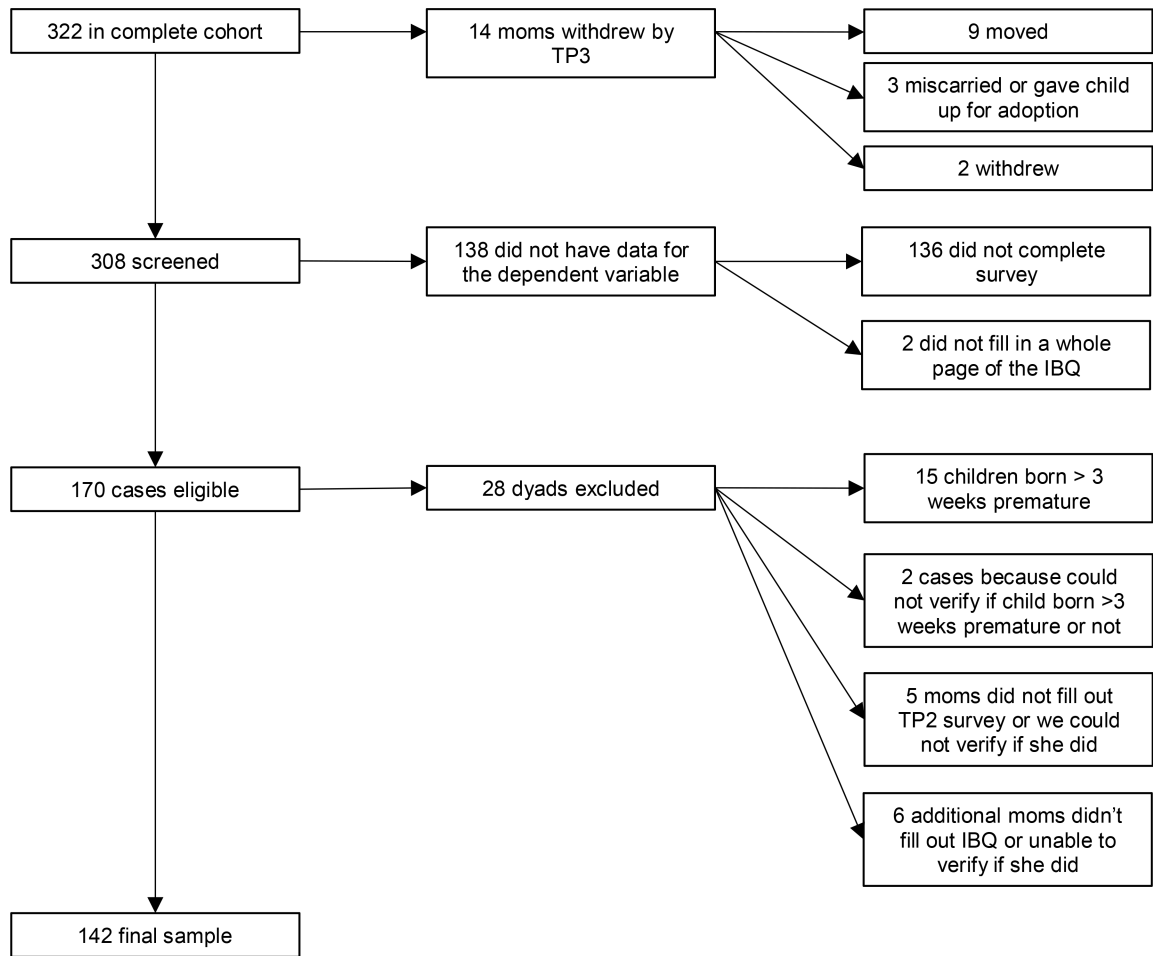 322 in complete cohort
14 moms withdrew by
TP3
9 moved
3 miscarried or gave child
up for adoption
2 withdrew
308 screened
138 did not have data for
the dependent variable
136 did not complete
survey
2 did not fill in a whole
page of the IBQ
170 cases eligible
28 dyads excluded
15 children born > 3
weeks premature
2 cases because could
not verify if child born >3
weeks premature or not
5 moms did not fill out
TP2 survey or we could
not verify if she did
6 additional moms didn’t
fill out IBQ or unable to
verify if she did
142 final sample